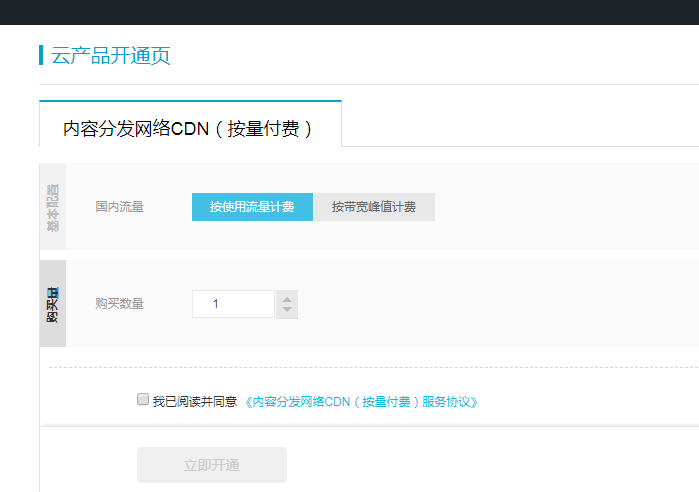 云产品开通页
内容分发网络CDN（按量付费）
基本配置
国内流量
按使用流量计费
按带宽峰值计费
购买量
购买数量
1
我已阅读并同意 《内容分发网络CDN（按量付费）服务协议》
立即开通